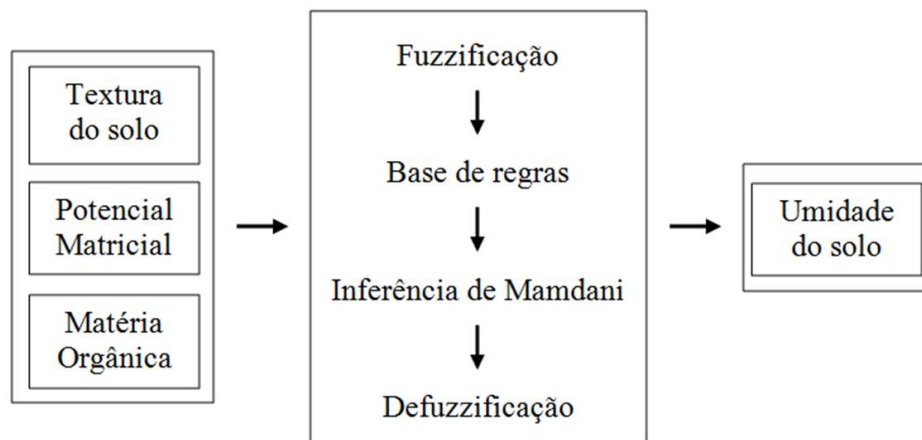 Textura
do solo
Potencial
Matricial
Matéria
Orgânica
Fuzzificação
Base de regras
Inferência de Mamdani
Defuzzificação
Umidade
do solo